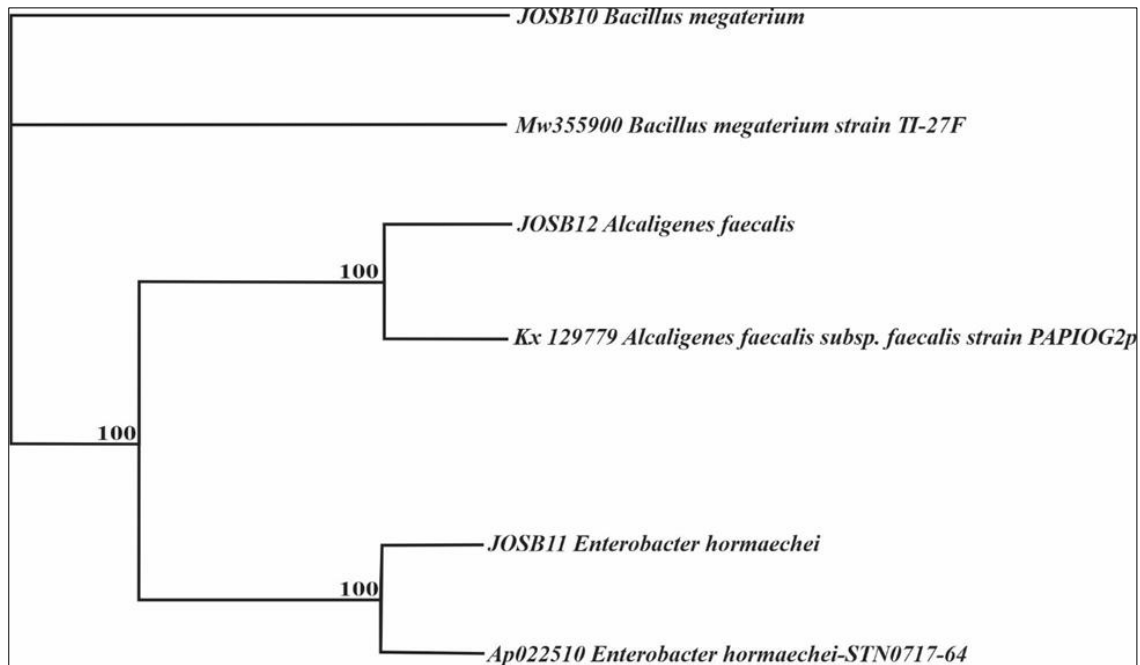 JOSB10 Bacillus megaterium
Mw355900 Bacillus megaterium strain TI-27F
JOSB12 Alcaligenes faecalis
100
Kx 129779 Alcaligenes faecalis subsp. faecalis strain PAPIOG2p
100
JOSB11 Enterobacter hormaechei
100
Ap022510 Enterobacter hormaechei-STN0717-64